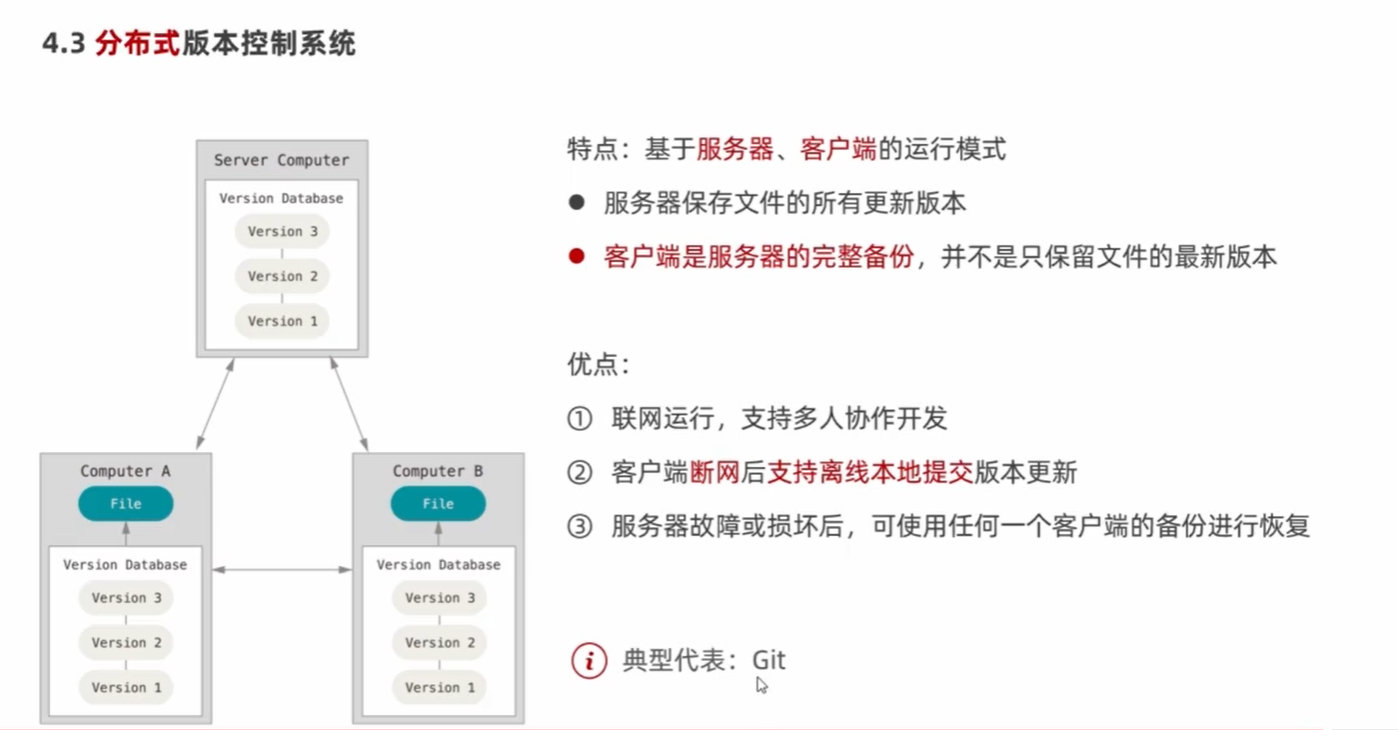 4.3 分布式版本控制系统
Server Computer
Version Database
Version 3
Version 2
Version 1
Computer A
File
Version Database
Version 3
Version 2
Version 1
Computer B
File
Version Database
Version 3
Version 2
Version 1
特点：基于服务器、客户端的运行模式
● 服务器保存文件的所有更新版本
● 客户端是服务器的完整备份，并不是只保留文件的最新版本
优点：
① 联网运行，支持多人协作开发
② 客户端断网后支持离线本地提交版本更新
③ 服务器故障或损坏后，可使用任何一个客户端的备份进行恢复
i 典型代表：Git